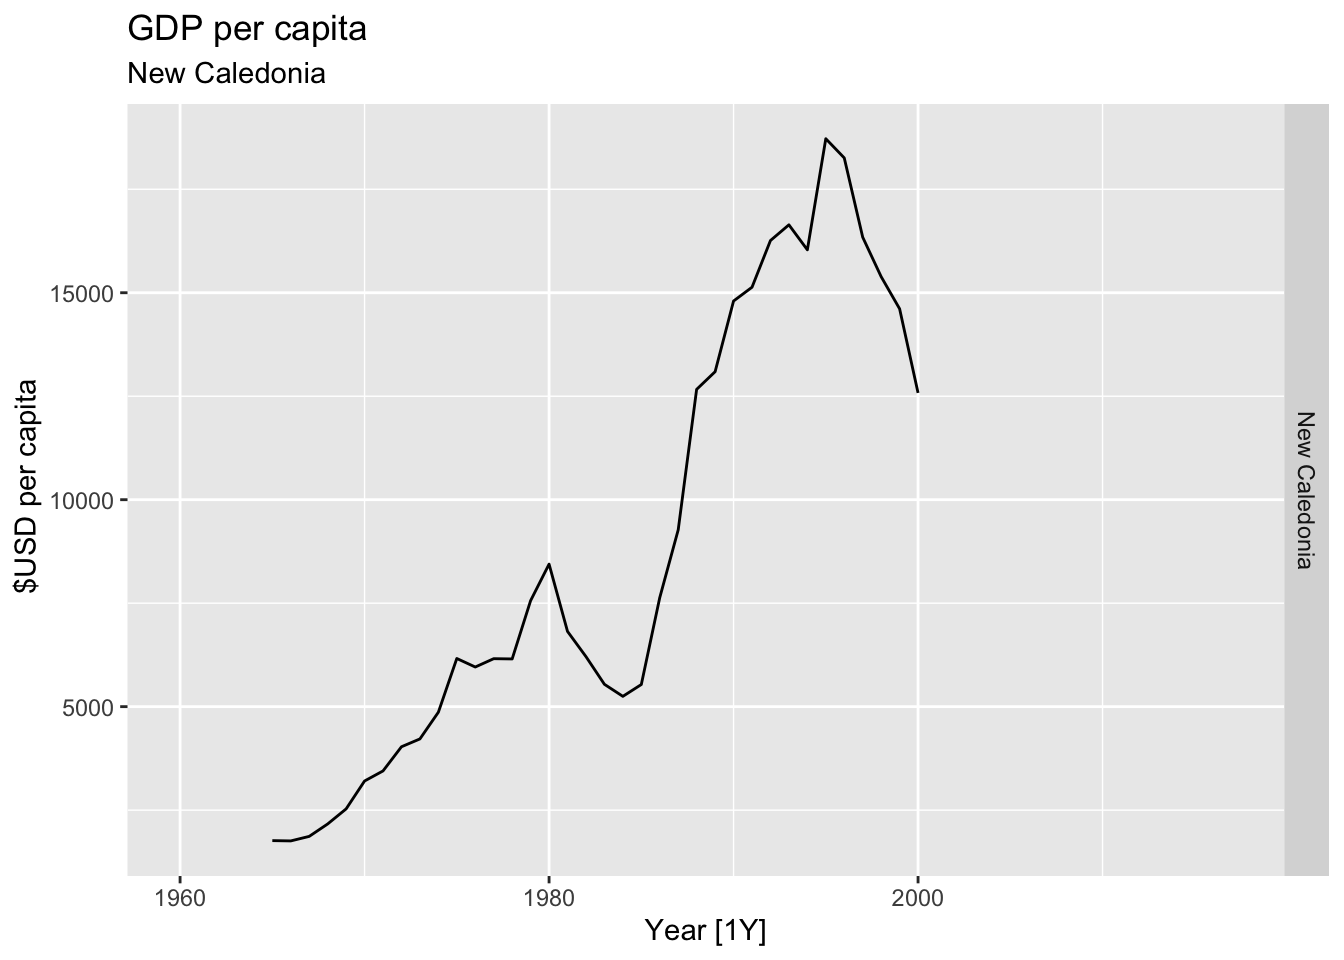 GDP per capita
New Caledonia
15000
10000
5000
$USD per capita
New Caledonia
1960
1980
2000
Year [1Y]